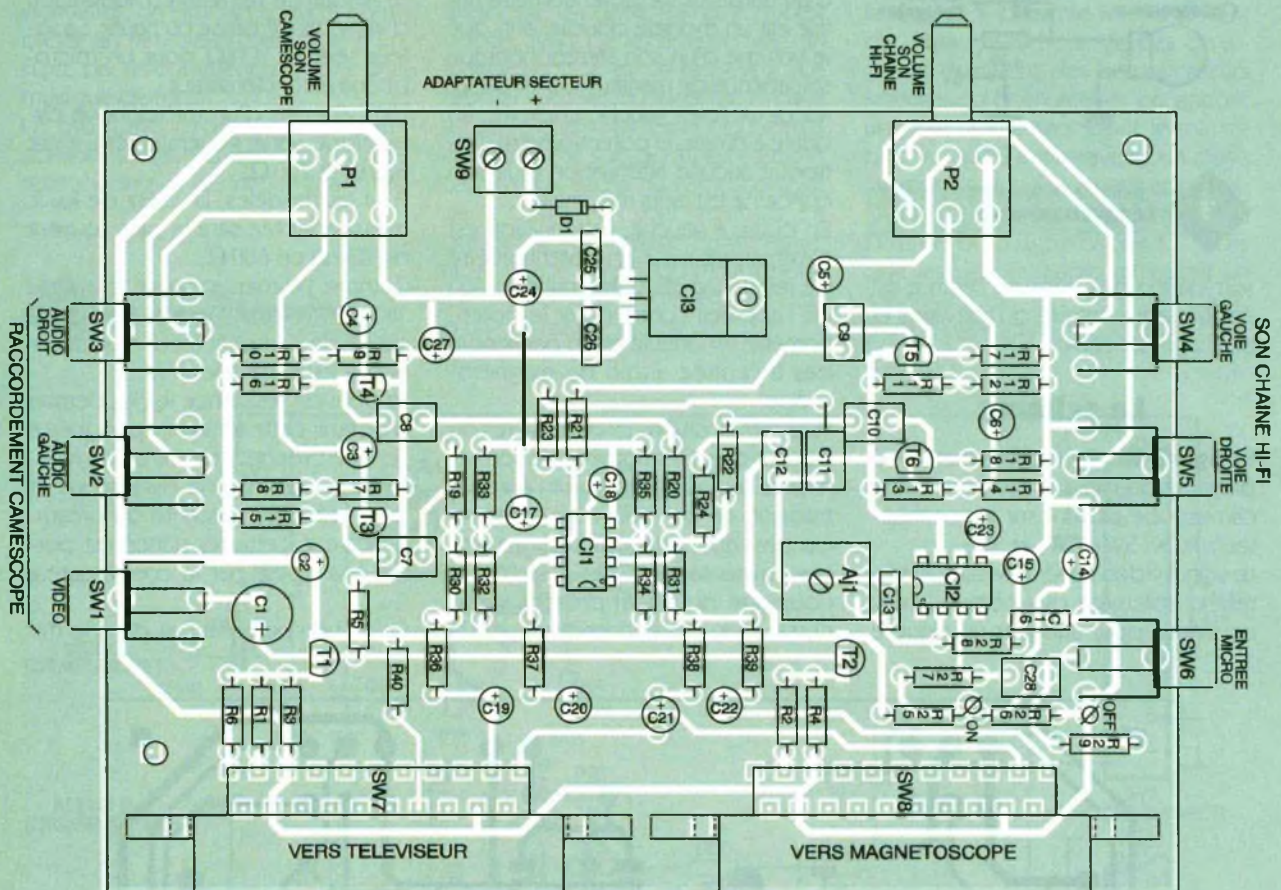 VOLUME
SON
CAMESCOPE
VOLUME
SON
CHAINE
HI-FI
ADAPTATEUR SECTEUR
- +
SW9
P1
P2
D1
C25
C24
+
CI3
C26
C5+
C9
SW3
AUDIO
DROIT
C4
+
C27
+
R10
R9
R16
T4
C8
T5
R17
R11
R12
SW4
VOIE
GAUCHE
RACCORDEMENT CAMESCOPE
SON CHAINE HI-FI
R23
R21
R22
C12
C11
C10
C6+
SW2
AUDIO
GAUCHE
C3
+
R19
R33
C18
+
R35
R20
R24
T6
R18
SW5
VOIE
DROITE
R8
R7
R15
T3
C17
+
R13
R14
C7
CI1
+
C23
SW1
VIDEO
C2
+
C1
+
R5
R30
R32
R34
R31
Aj1
C13
CI2
C15
+
C14
+
C16
SW6
ENTREE
MICRO
T1
R40
R36
R37
R38
R39
T2
R28
R27
C28
R6
R1
R3
C19
+
C20
+
C21
+
C22
+
R2
R4
R25
ON
R26
OFF
R29
SW7
SW8
VERS TELEVISEUR
VERS MAGNETOSCOPE